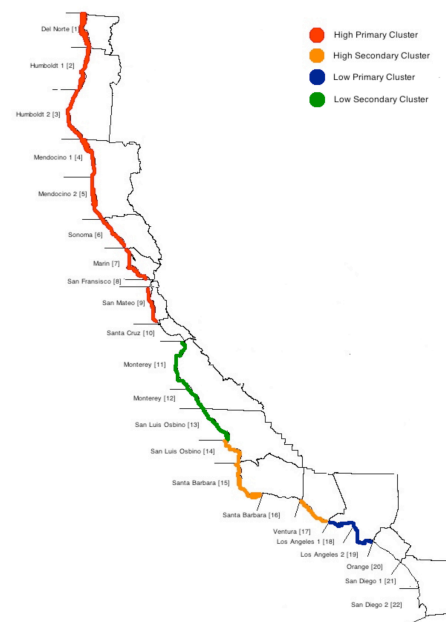 High Primary Cluster
High Secondary Cluster
Low Primary Cluster
Low Secondary Cluster
Del Norte [1]
Humboldt 1 [2]
Humboldt 2 [3]
Mendocino 1 [4]
Mendocino 2 [5]
Sonoma [6]
Marin [7]
San Fransisco [8]
San Mateo [9]
Santa Cruz [10]
Monterey [11]
Monterey [12]
San Luis Osbino [13]
San Luis Osbino [14]
Santa Barbara [15]
Santa Barbara [16]
Ventura [17]
Los Angeles 1 [18]
Los Angeles 2 [19]
Orange [20]
San Diego 1 [21]
San Diego 2 [22]